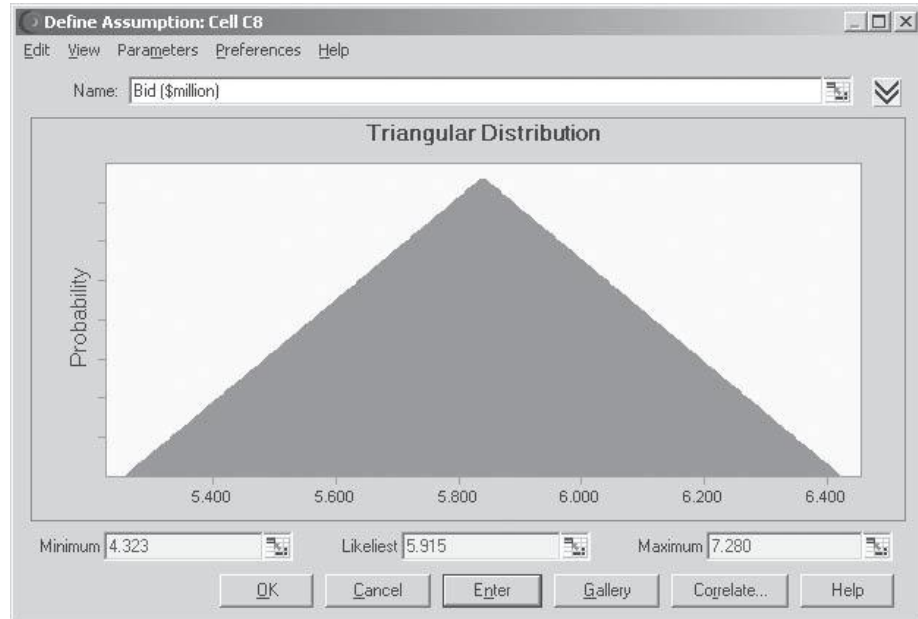 Define Assumption: Cell C8
Edit View Parameters Preferences Help
Name: Bid ($million)
Triangular Distribution
Probability
5.400 5.600 5.800 6.000 6.200 6.400
Minimum 4.323 Likeliest 5.915 Maximum 7.280
OK Cancel Enter Gallery Correlate... Help